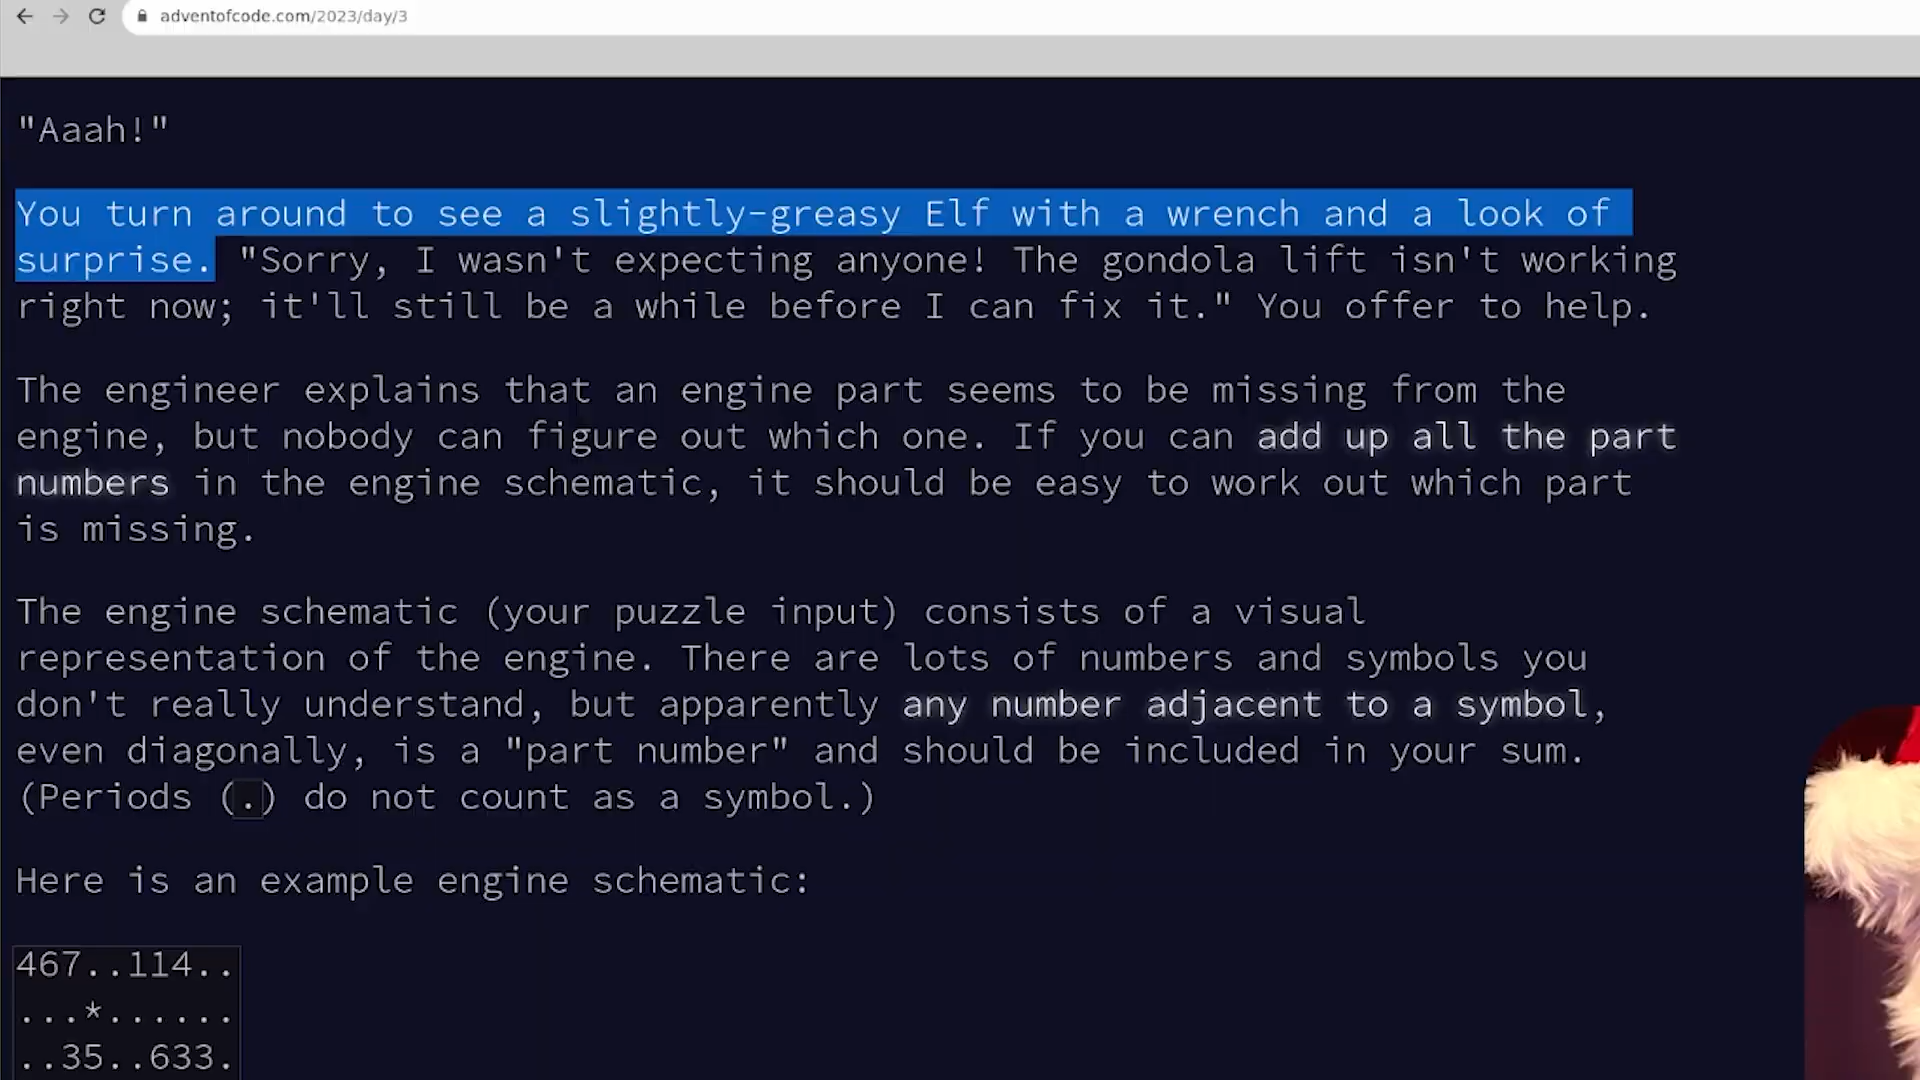 adventofcode.com/2023/day/3
"Aaah!"
You turn around to see a slightly-greasy Elf with a wrench and a look of
surprise. "Sorry, I wasn't expecting anyone! The gondola lift isn't working
right now; it'll still be a while before I can fix it." You offer to help.
The engineer explains that an engine part seems to be missing from the
engine, but nobody can figure out which one. If you can add up all the part
numbers in the engine schematic, it should be easy to work out which part
is missing.
The engine schematic (your puzzle input) consists of a visual
representation of the engine. There are lots of numbers and symbols you
don't really understand, but apparently any number adjacent to a symbol,
even diagonally, is a "part number" and should be included in your sum.
(Periods (.) do not count as a symbol.)
Here is an example engine schematic:
467..114..
...*......
..35..633.